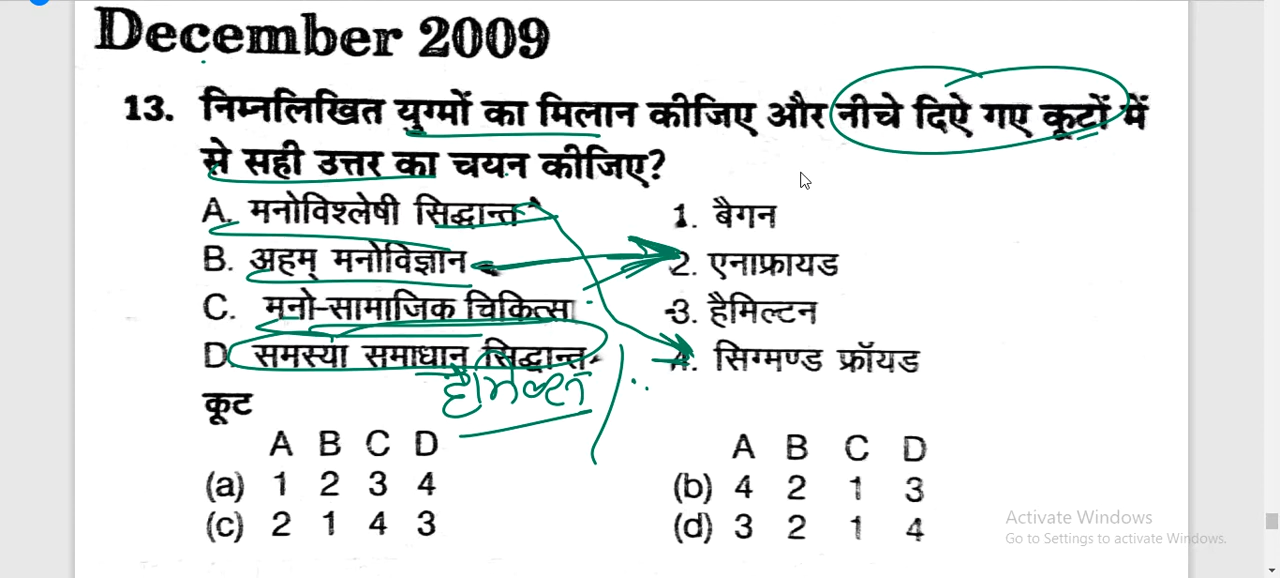 December 2009
13. निम्नलिखित युग्मों का मिलान कीजिए और नीचे दिऐ गए कूटों में
से सही उत्तर का चयन कीजिए?
A. मनोविश्लेषी सिद्धान्त 1. बैगन
B. अहम् मनोविज्ञान 2. एनाफ्रायड
C. मनो-सामाजिक चिकित्सा 3. हैमिल्टन
D. समस्या समाधान सिद्धान्त 4. सिग्मण्ड फ्रॉयड
कूट
A B C D A B C D
(a) 1 2 3 4 (b) 4 2 1 3
(c) 2 1 4 3 (d) 3 2 1 4
Activate Windows
Go to Settings to activate Windows.